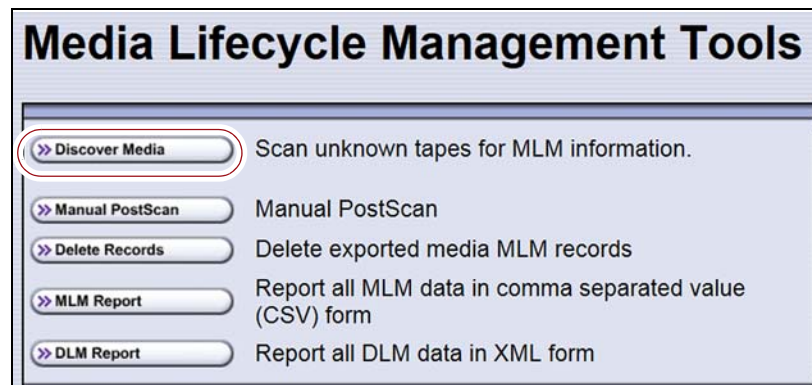 Media Lifecycle Management Tools
» Discover Media Scan unknown tapes for MLM information.
» Manual PostScan Manual PostScan
» Delete Records Delete exported media MLM records
» MLM Report Report all MLM data in comma separated value
(CSV) form
» DLM Report Report all DLM data in XML form